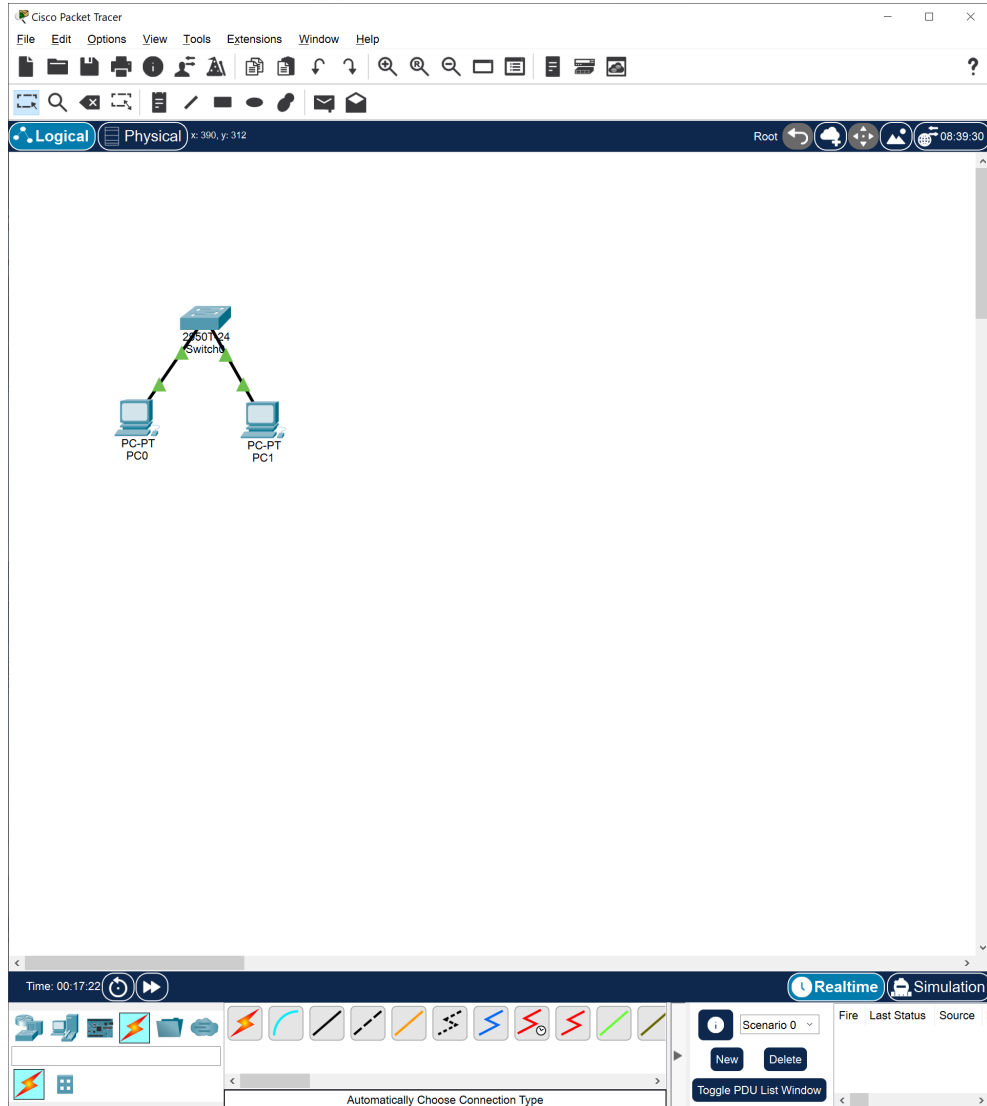 Cisco Packet Tracer
File Edit Options View Tools Extensions Window Help
?
Logical Physical x: 390, y: 312 Root 08:39:30
2950T-24
Switch0
PC-PT
PC0
PC-PT
PC1
Time: 00:17:22 Realtime Simulation
Scenario 0
Fire Last Status Source
New Delete
Toggle PDU List Window
Automatically Choose Connection Type